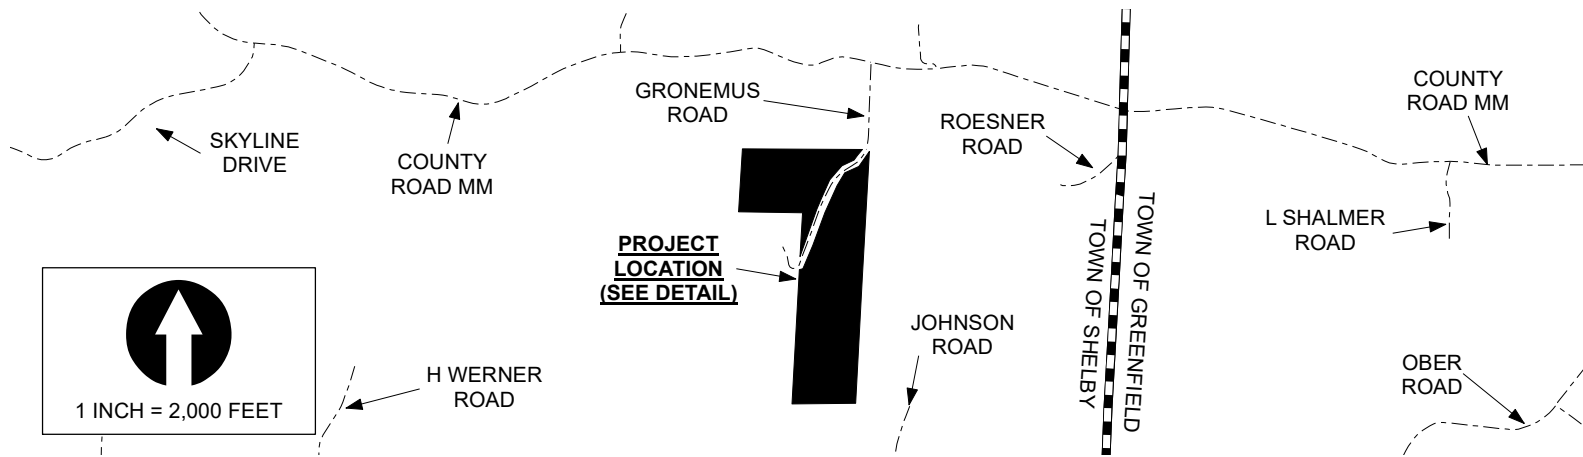 SKYLINE
DRIVE
COUNTY
ROAD MM
GRONEMUS
ROAD
ROESNER
ROAD
COUNTY
ROAD MM
L SHALMER
ROAD
TOWN OF GREENFIELD
TOWN OF SHELBY
PROJECT
LOCATION
(SEE DETAIL)
JOHNSON
ROAD
OBER
ROAD
H WERNER
ROAD
1 INCH = 2,000 FEET